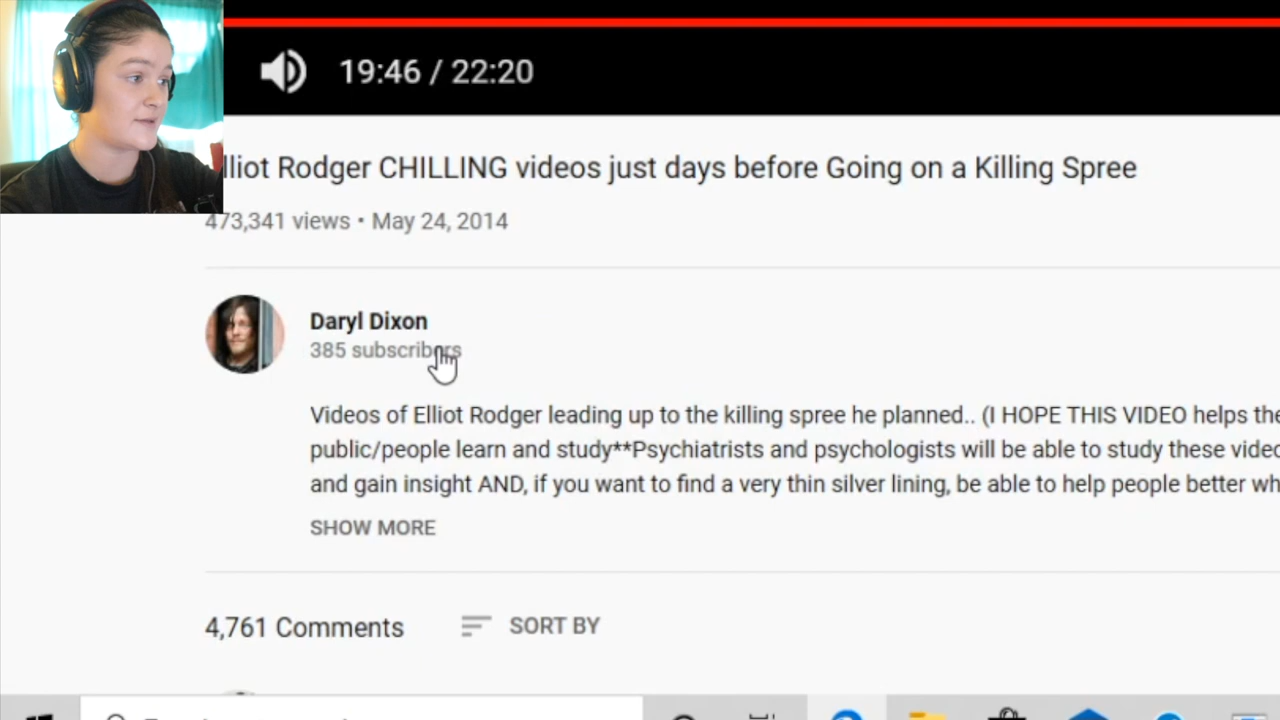 19:46 / 22:20
lliot Rodger CHILLING videos just days before Going on a Killing Spree
473,341 views • May 24, 2014
Daryl Dixon
385 subscribers
Videos of Elliot Rodger leading up to the killing spree he planned.. (I HOPE THIS VIDEO helps the
public/people learn and study**Psychiatrists and psychologists will be able to study these video
and gain insight AND, if you want to find a very thin silver lining, be able to help people better wh
SHOW MORE
4,761 Comments
SORT BY